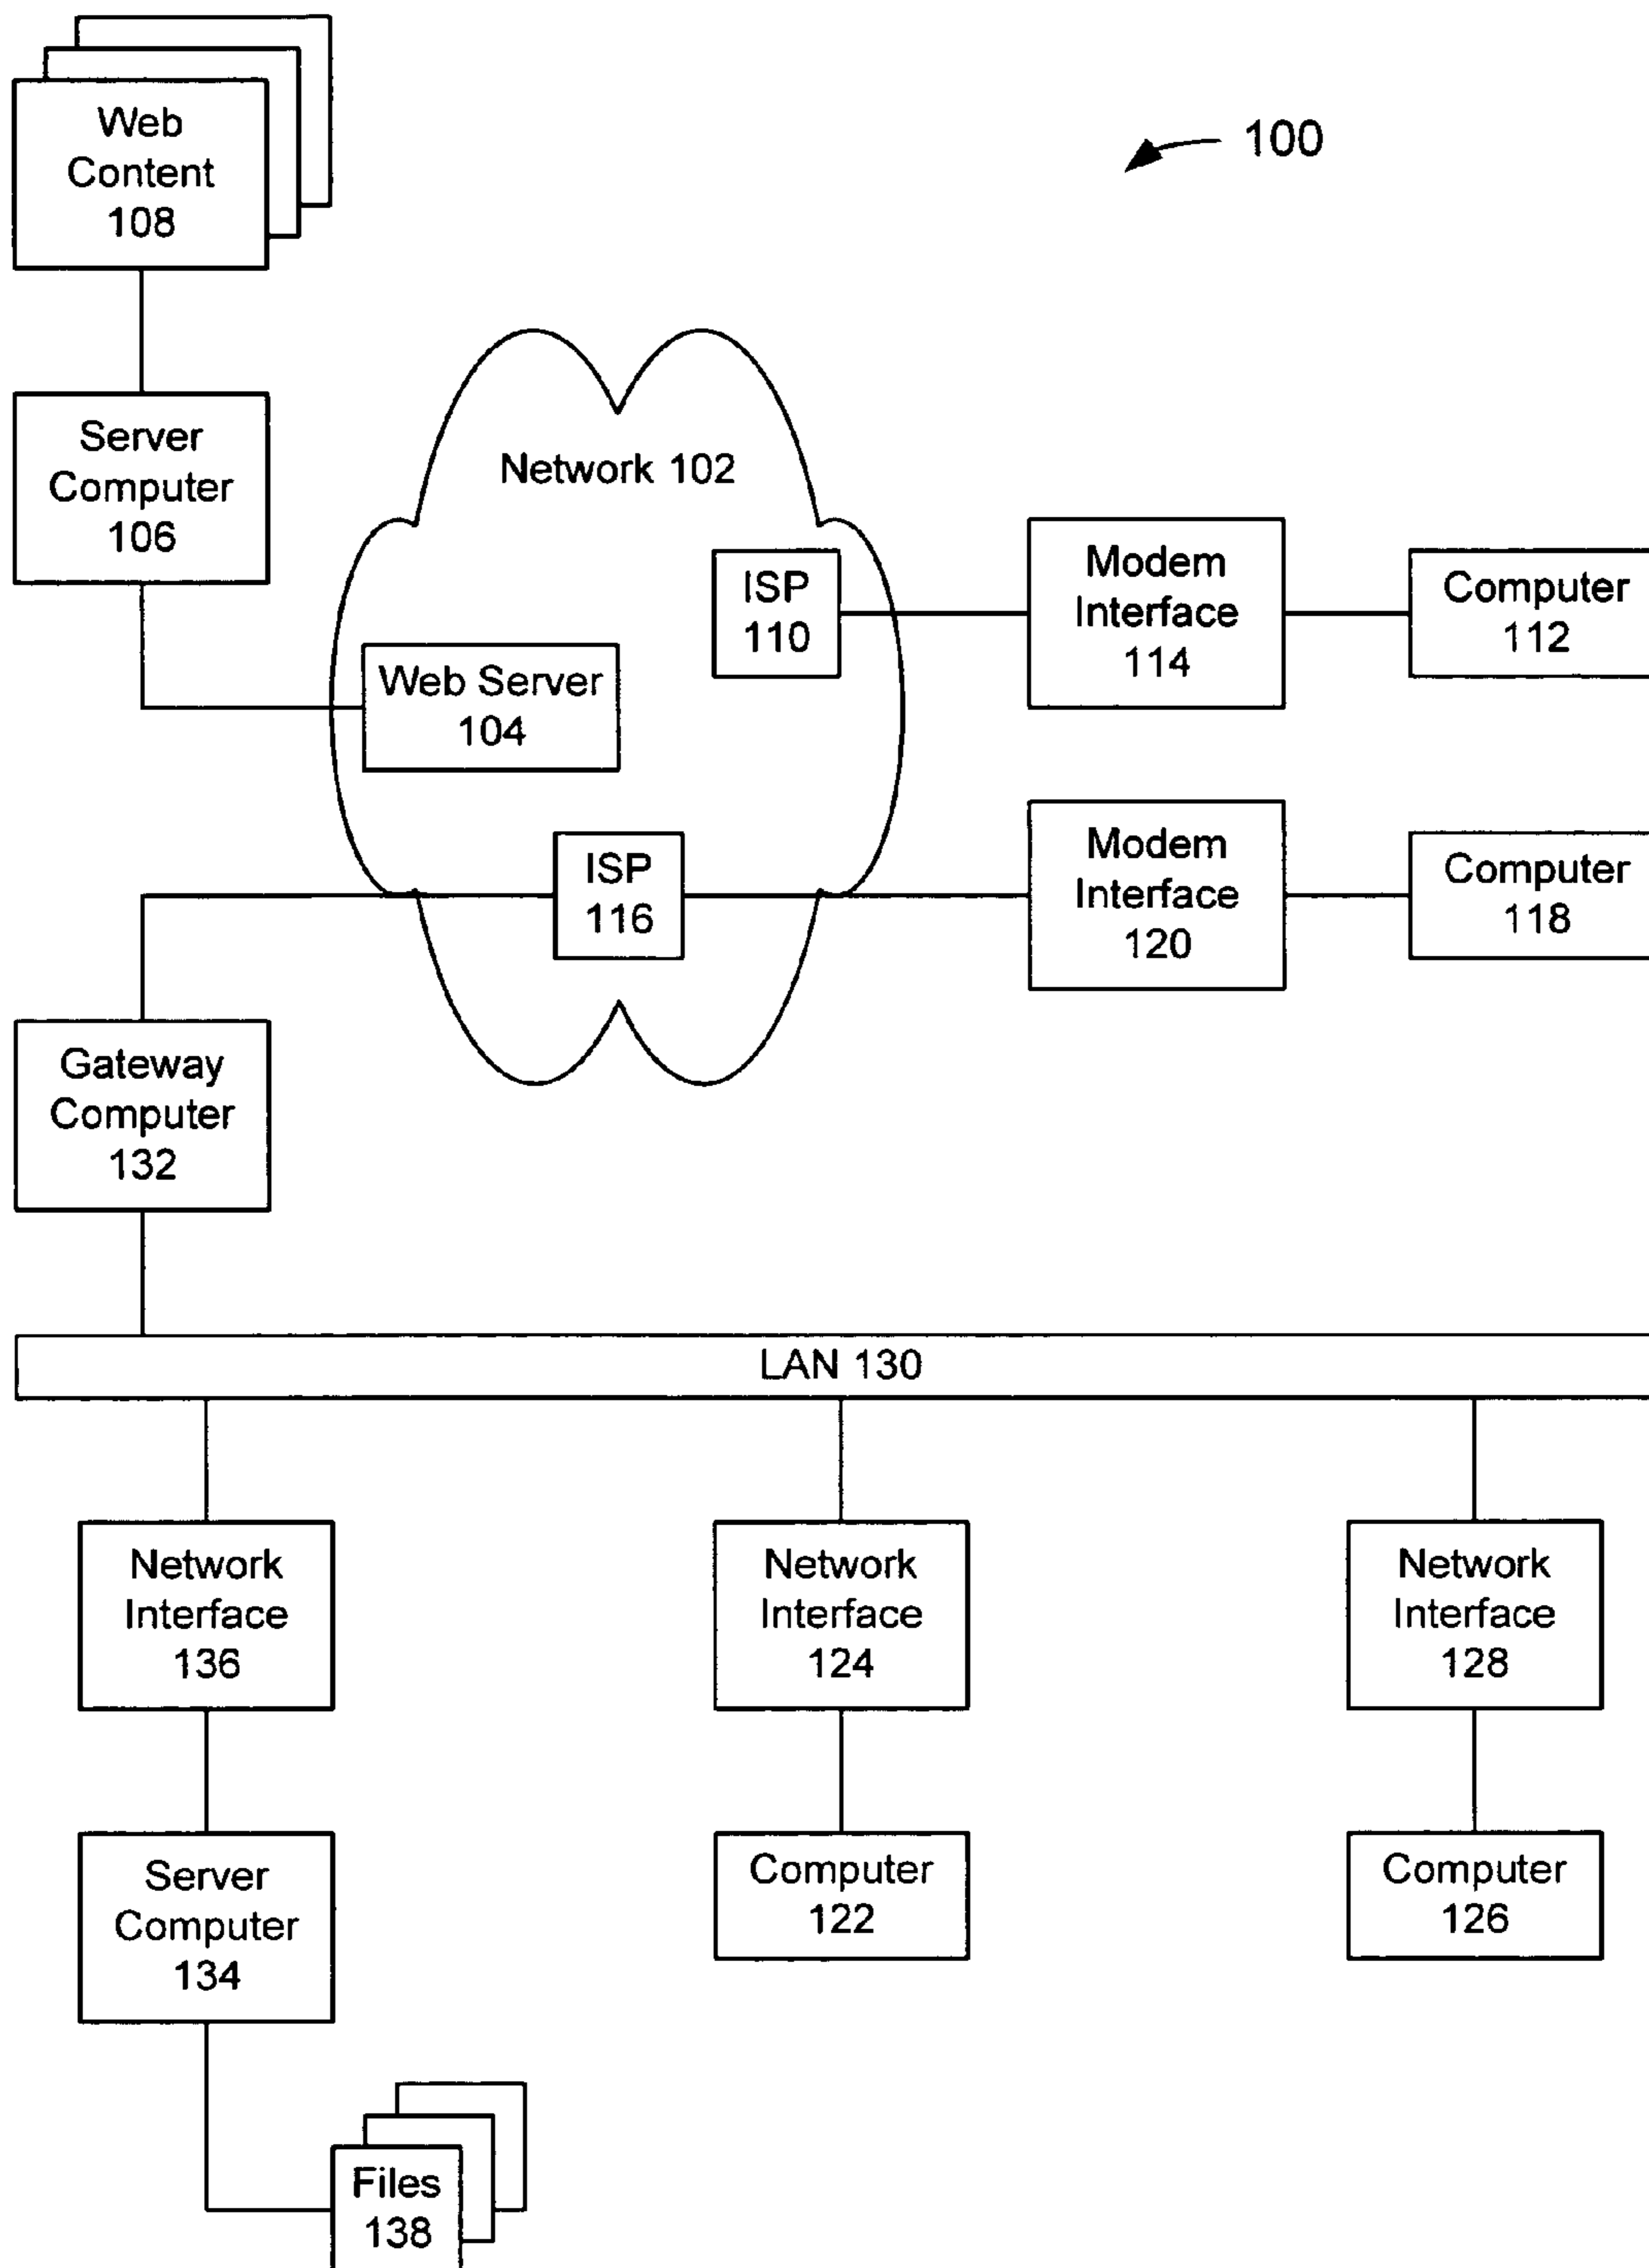 Web
Content
108
100
Server
Computer
106
Network 102
ISP
110
Modem
Interface
114
Computer
112
Web Server
104
ISP
116
Modem
Interface
120
Computer
118
Gateway
Computer
132
LAN 130
Network
Interface
136
Network
Interface
124
Network
Interface
128
Server
Computer
134
Computer
122
Computer
126
Files
138